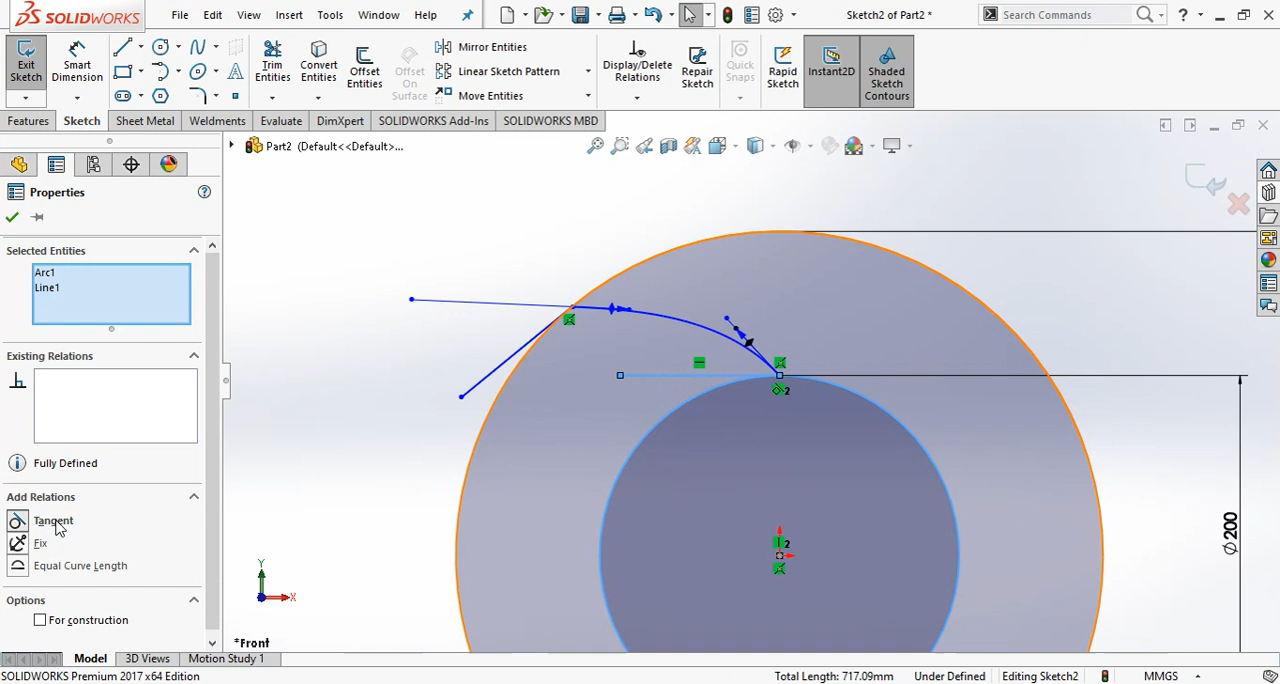 SOLIDWORKS
File Edit View Insert Tools Window Help
Sketch2 of Part2 *
Search Commands
?
Exit Sketch
Smart Dimension
Trim Entities
Convert Entities
Offset Entities
Offset On Surface
Mirror Entities
Linear Sketch Pattern
Move Entities
Display/Delete Relations
Repair Sketch
Quick Snaps
Rapid Sketch
Instant2D
Shaded Sketch Contours
Features Sketch Sheet Metal Weldments Evaluate DimXpert SOLIDWORKS Add-Ins SOLIDWORKS MBD
Part2 (Default<<Default>...
Properties
Selected Entities
Arc1
Line1
Existing Relations
Fully Defined
Add Relations
Tangent
Fix
Equal Curve Length
Options
For construction
2
2
Ø200
Y
X
*Front
Model 3D Views Motion Study 1
SOLIDWORKS Premium 2017 x64 Edition
Total Length: 717.09mm Under Defined Editing Sketch2 MMGS